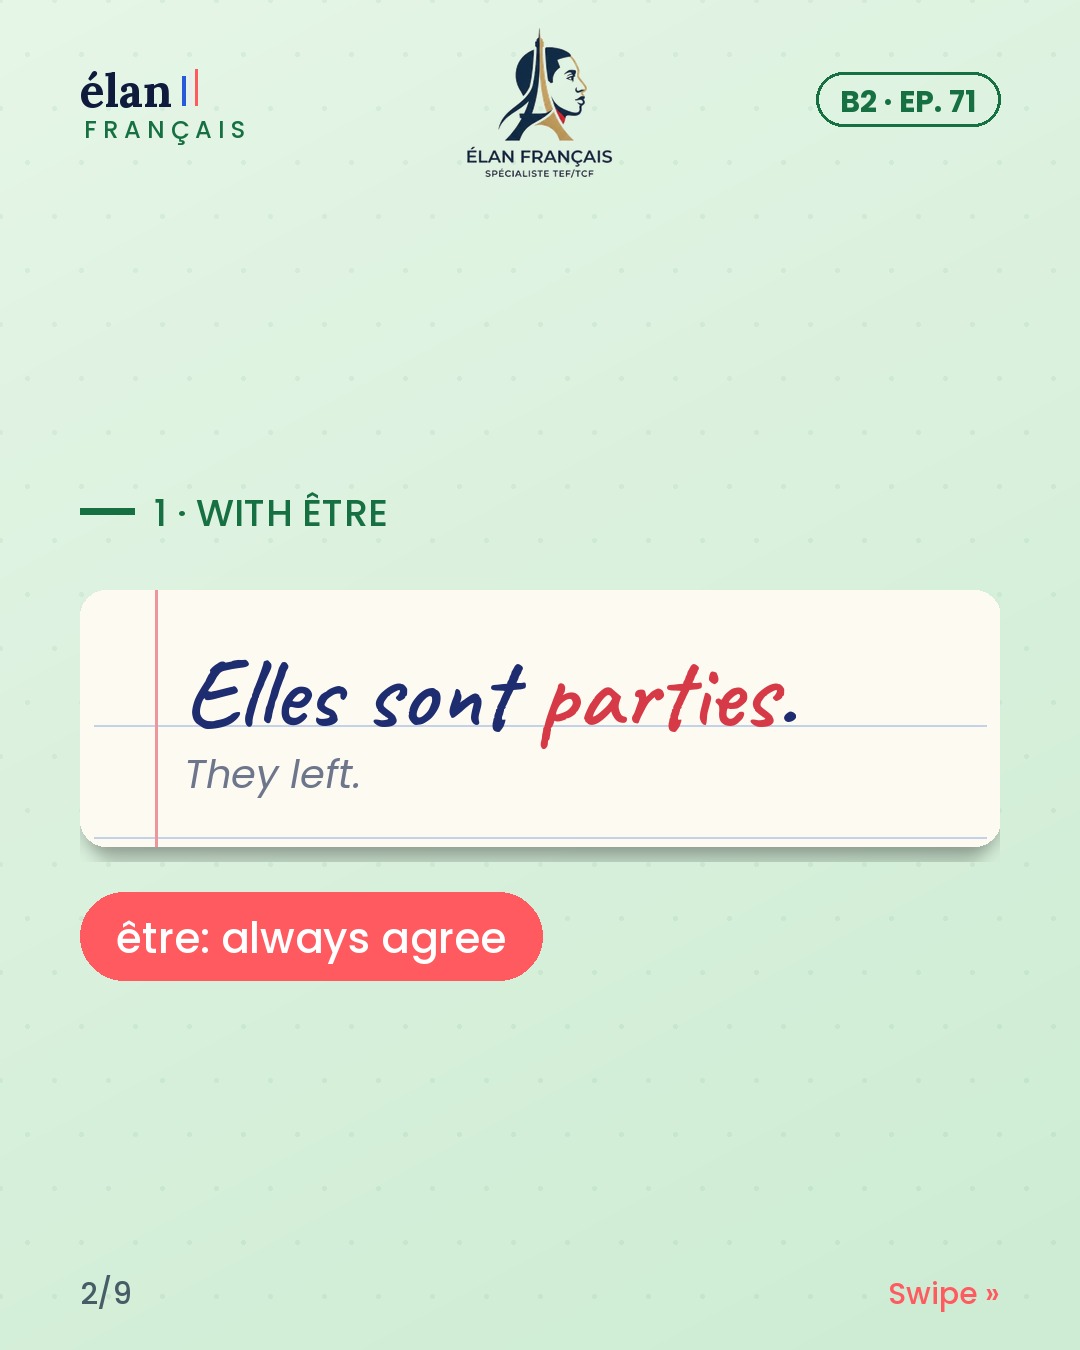 élan
FRANÇAIS
ÉLAN FRANÇAIS
SPÉCIALISTE TEF/TCF
B2 · EP. 71
1 · WITH ÊTRE
Elles sont parties.
They left.
être: always agree
2/9
Swipe »